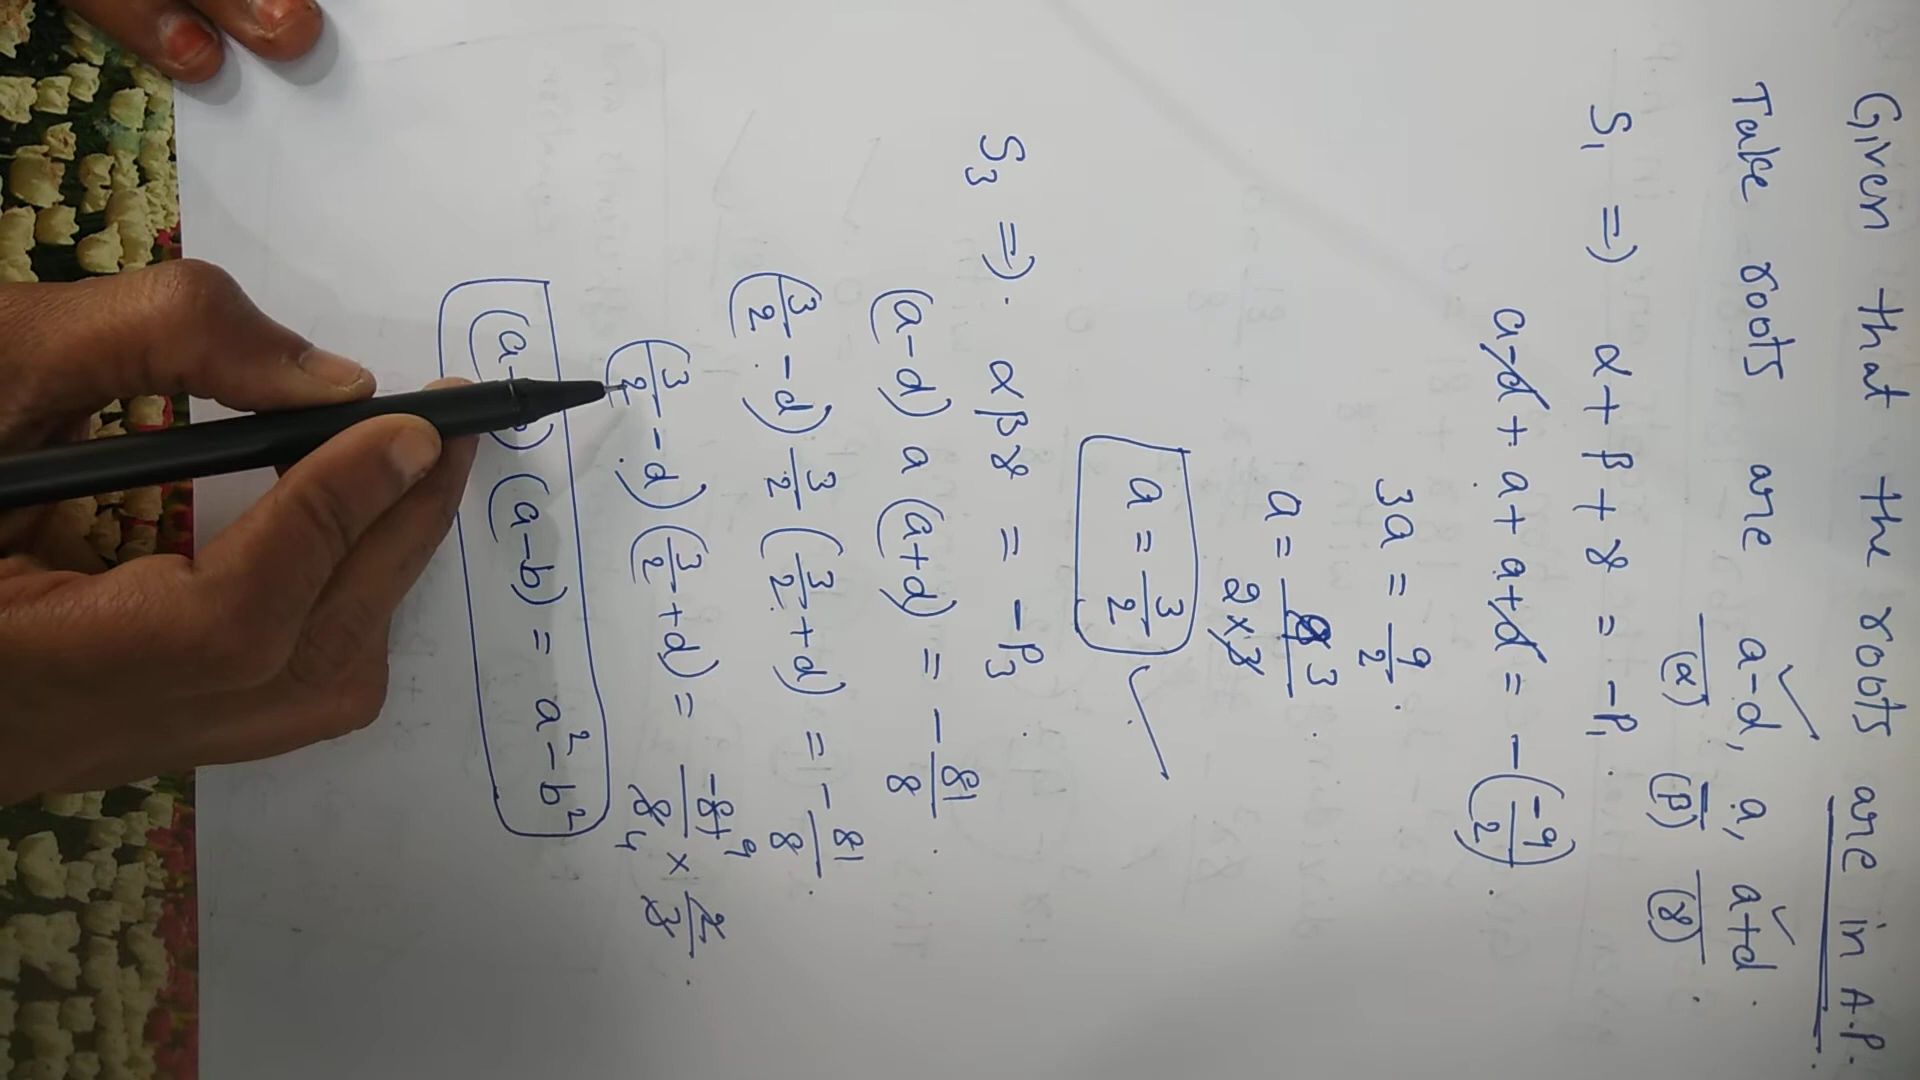 Given that the roots are in A.P.
Take roots are a-d, a, a+d.
(α) (β) (γ)
S₁ ⇒ α + β + γ = -P₁.
a-d + a + a+d = -(-9/2).
3a = 9/2.
a = 9 3/2×3.
a = 3/2
S₃ ⇒ αβγ = -P₃.
(a-d) a (a+d) = -81/8.
(3/2 - d) 3/2 (3/2 + d) = -81/8.
(3/2 - d) (3/2 + d) = -81 9/8 4 × 2/3.
(a-b) = a²-b²